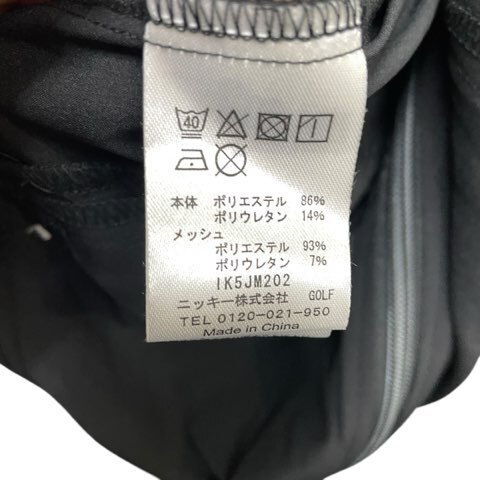 40
本体 ポリエステル 86%
ポリウレタン 14%
メッシュ
ポリエステル 93%
ポリウレタン 7%
IK5JM202
ニッキー株式会社 GOLF
TEL 0120-021-950
Made in China